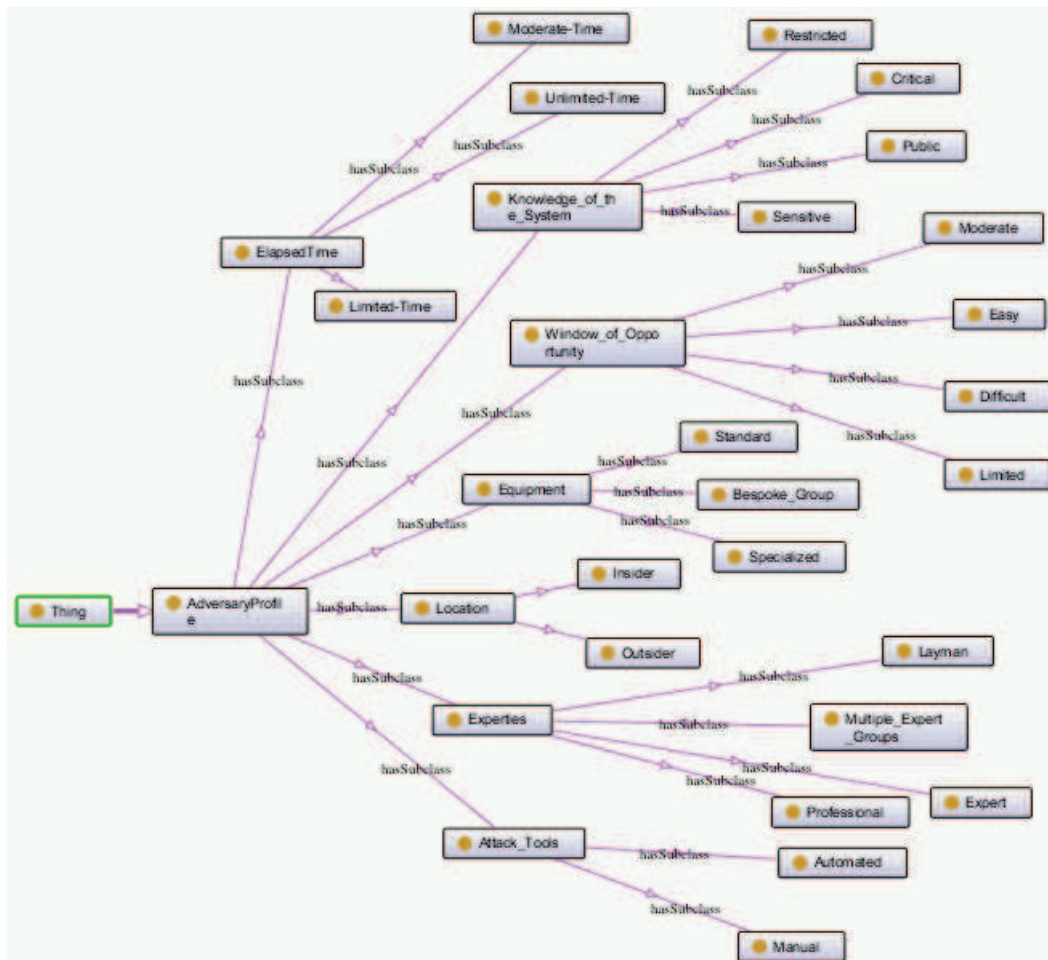 Moderate-Time
Restricted
hasSubclass
Critical
Unlimited-Time
hasSubclass
hasSubclass
Public
hasSubclass
hasSubclass
hasSubclass
Knowledge_of_th
e_System
hasSubclass
Sensitive
Moderate
ElapsedTime
hasSubclass
Limited-Time
Easy
Window_of_Oppo
rtunity
hasSubclass
hasSubclass
hasSubclass
Difficult
hasSubclass
hasSubclass
Standard
hasSubclass
hasSubclass
Limited
Equipment
hasSubclass
Bespoke_Group
hasSubclass
hasSubclass
Specialized
Insider
AdversaryProfil
e
Thing
hasSubclass
Location
Outsider
Layman
hasSubclass
hasSubclass
Experties
hasSubclass
Multiple_Expert
_Groups
hasSubclass
hasSubclass
hasSubclass
Expert
Professional
Attack_Tools
hasSubclass
Automated
hasSubclass
Manual